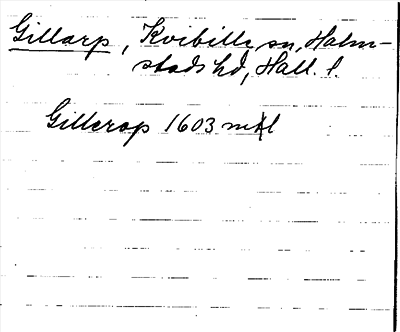 Gillarp, Kvibille sn, Halm-
stads hd, Hall. l.
Gillerop 1603 mtl